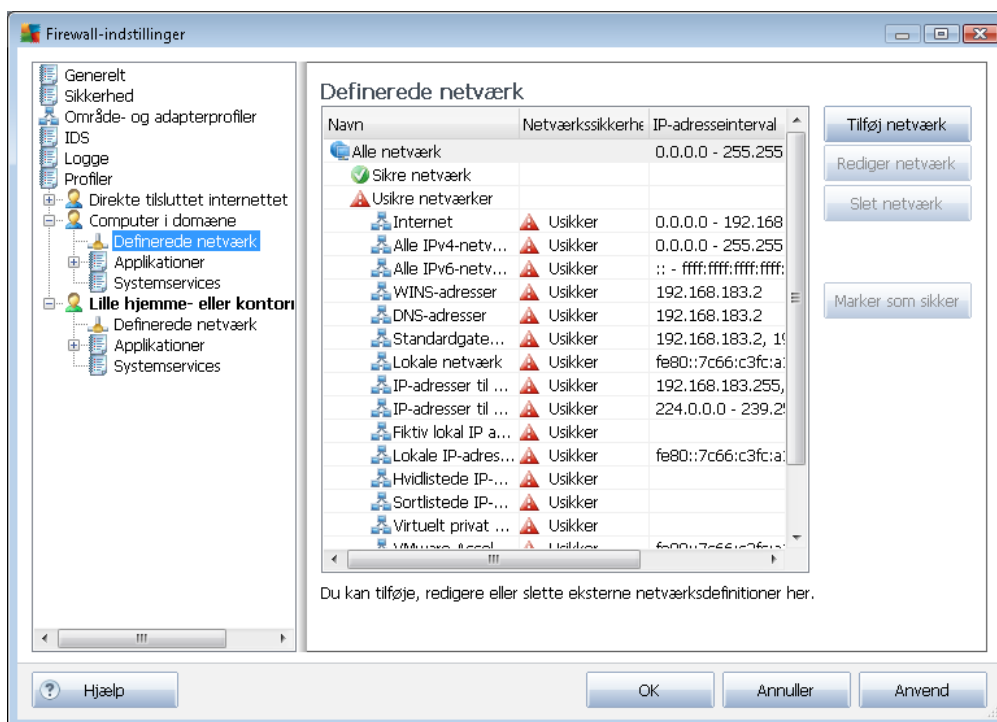 Firewall-indstillinger
Generelt
Sikkerhed
Område- og adapterprofiler
IDS
Logge
Profiler
Direkte tilsluttet internettet
Computer i domæne
Definerede netværk
Applikationer
Systemservices
Lille hjemme- eller kontorn
Definerede netværk
Applikationer
Systemservices
Definerede netværk
Navn Netværkssikkerhe IP-adresseinterval
Alle netværk 0.0.0.0 - 255.255
Sikre netværk
Usikre netværker
Internet Usikker 0.0.0.0 - 192.168
Alle IPv4-netv... Usikker 0.0.0.0 - 255.255
Alle IPv6-netv... Usikker :: - ffff:ffff:ffff:ffff:
WINS-adresser Usikker 192.168.183.2
DNS-adresser Usikker 192.168.183.2
Standardgate... Usikker 192.168.183.2, 19
Lokale netværk Usikker fe80::7c66:c3fc:a
IP-adresser til ... Usikker 192.168.183.255,
IP-adresser til ... Usikker 224.0.0.0 - 239.2
Fiktiv lokal IP a... Usikker
Lokale IP-adres... Usikker fe80::7c66:c3fc:a
Hvidlistede IP-... Usikker
Sortlistede IP-... Usikker
Virtuelt privat ... Usikker
VMware Accel Usikker fe80::7c66:c3fc:a
Tilføj netværk
Rediger netværk
Slet netværk
Marker som sikker
Du kan tilføje, redigere eller slette eksterne netværksdefinitioner her.
Hjælp
OK
Annuller
Anvend